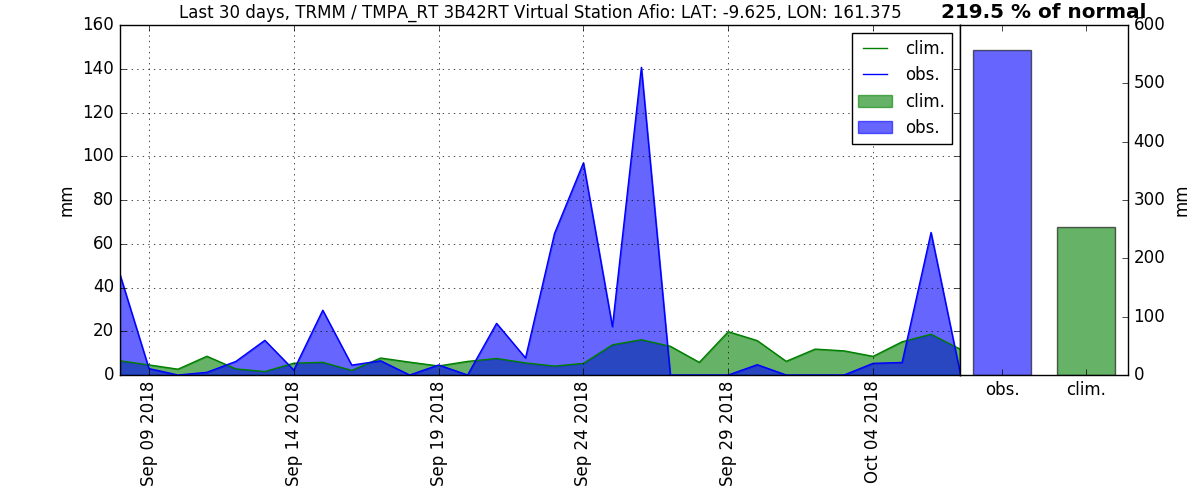 Last 30 days, TRMM / TMPA_RT 3B42RT Virtual Station Afio: LAT: -9.625, LON: 161.375
219.5 % of normal
160
140
120
100
80
60
40
20
0
mm
clim.
obs.
clim.
obs.
Sep 09 2018
Sep 14 2018
Sep 19 2018
Sep 24 2018
Sep 29 2018
Oct 04 2018
600
500
400
300
200
100
0
mm
obs.
clim.